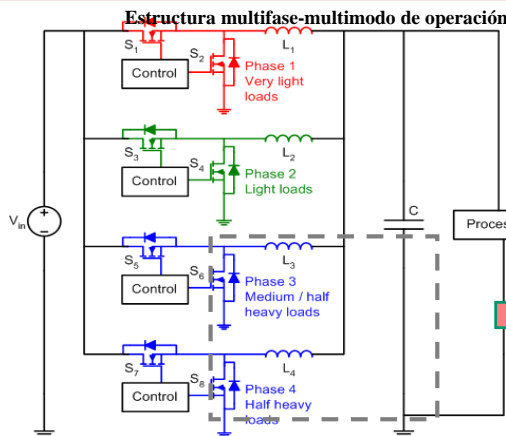 Estructura multifase-multimodo de operación
S1
L1
S2
Control
Phase 1
Very light
loads
S3
L2
S4
Control
Phase 2
Light loads
Vin
C
S5
L3
S6
Control
Phase 3
Medium / half
heavy loads
S7
L4
S8
Control
Phase 4
Half heavy
loads